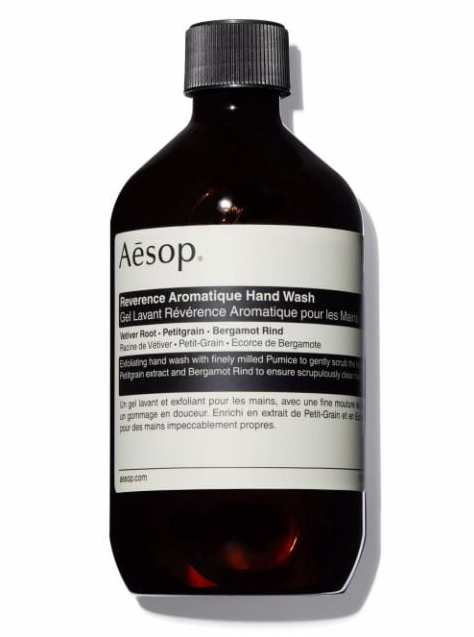 Aēsop®
Reverence Aromatique Hand Wash
Gel Lavant Révérence Aromatique pour les Mains
Vetiver Root · Petitgrain · Bergamot Rind
Racine de Vétiver · Petit-Grain · Ecorce de Bergamote
Exfoliating hand wash with finely milled Pumice to gently scrub the
Petitgrain extract and Bergamot Rind to ensure scrupulously clean
Un gel lavant et exfoliant pour les mains, avec une fine mouture
un gommage en douceur. Enrichi en extrait de Petit-Grain et en
pour des mains impeccablement propres.
aesop.com